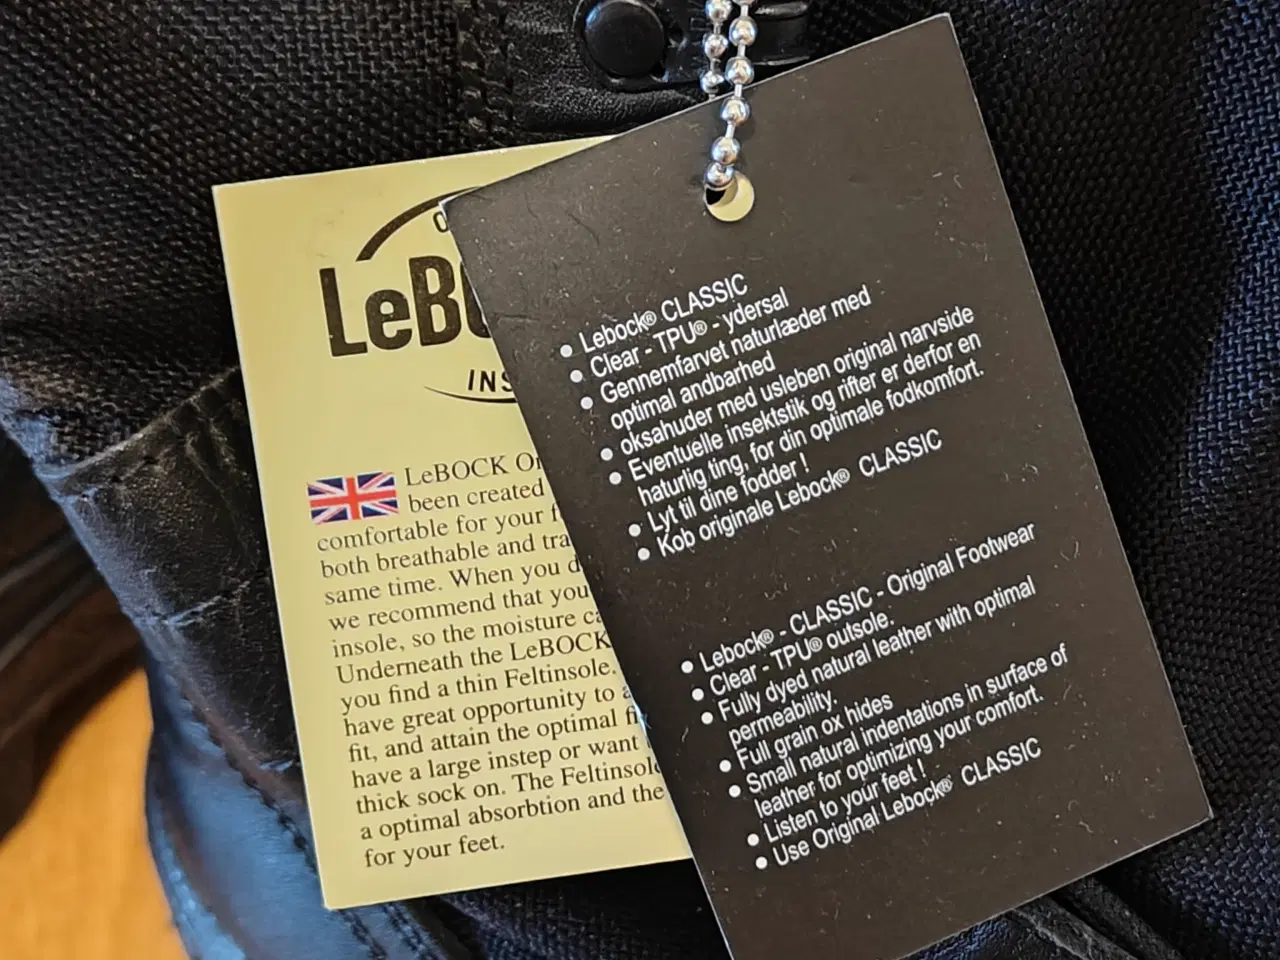 LeBO
INS
LeBOCK
been created
comfortable for your
both breathable and
same time. When you
we recommend that you
insole, so the moisture
Underneath the LeBOCK
you find a thin Feltinsole.
have great opportunity to
fit, and attain the optimal
have a large instep or want
thick sock on. The Feltinsole
a optimal absorbtion and the
for your feet.
• Lebock® CLASSIC
• Clear - TPU® - ydersal
• Gennemfarvet naturlæder med
optimal andbarhed
• oksahuder med usleben original narvside
• Eventuelle insektstik og rifter er derfor en
naturlig ting, for din optimale fodkomfort.
• Lyt til dine fodder !
• Kob originale Lebock® CLASSIC
• Lebock® - CLASSIC - Original Footwear
• Clear - TPU® outsole.
• Fully dyed natural leather with optimal
permeability.
• Full grain ox hides
• Small natural indentations in surface of
leather for optimizing your comfort.
• Listen to your feet !
• Use Original Lebock® CLASSIC